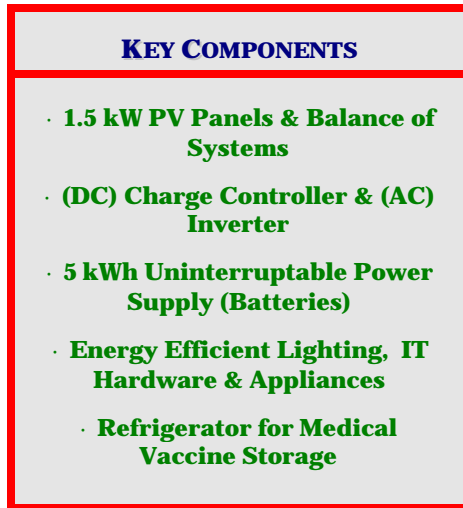 KEY COMPONENTS
· 1.5 kW PV Panels & Balance of
Systems
· (DC) Charge Controller & (AC)
Inverter
· 5 kWh Uninterruptable Power
Supply (Batteries)
· Energy Efficient Lighting, IT
Hardware & Appliances
· Refrigerator for Medical
Vaccine Storage